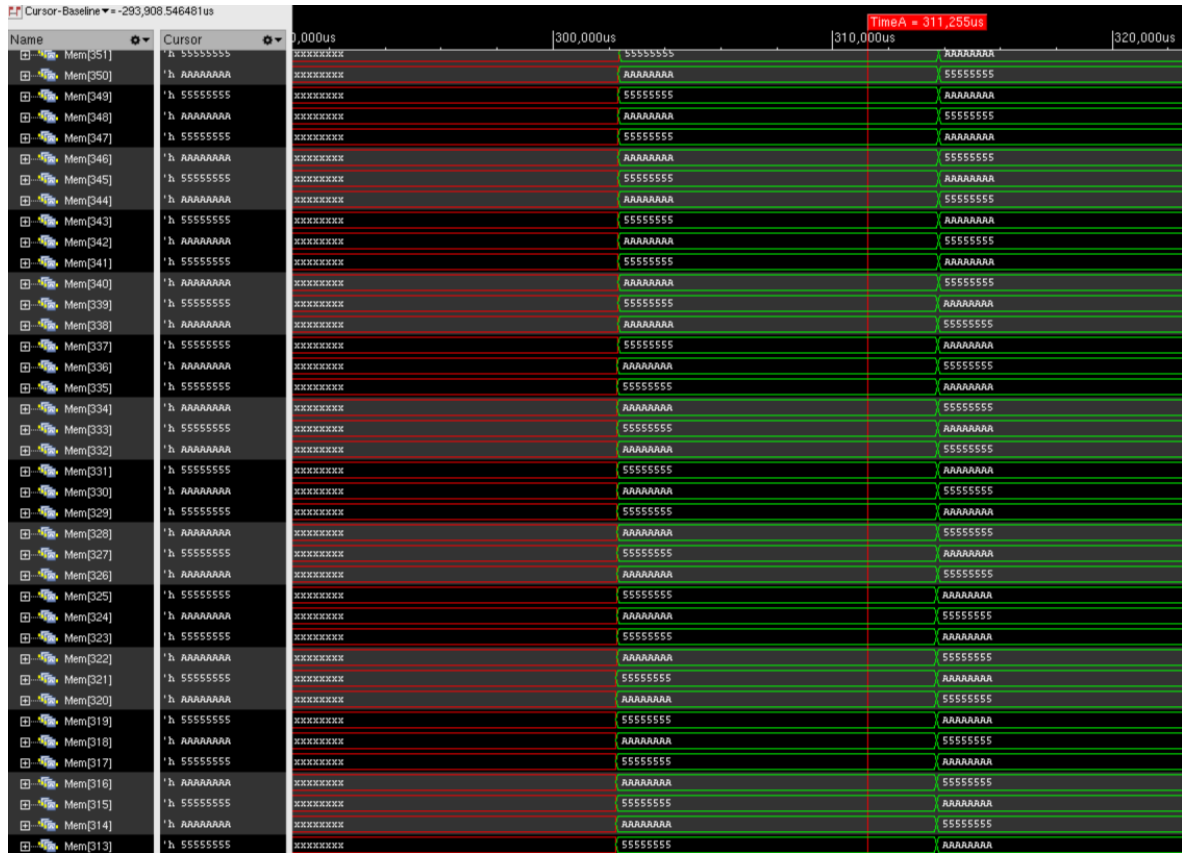 Cursor-Baseline▼=-293,908.546481us
TimeA = 311,255us
Name Cursor 0,000us 300,000us 310,000us 320,000us
Mem[351] 'h 55555555 xxxxxxxx 55555555 AAAAAAAA
Mem[350] 'h AAAAAAAA xxxxxxxx AAAAAAAA 55555555
Mem[349] 'h 55555555 xxxxxxxx 55555555 AAAAAAAA
Mem[348] 'h AAAAAAAA xxxxxxxx AAAAAAAA 55555555
Mem[347] 'h 55555555 xxxxxxxx 55555555 AAAAAAAA
Mem[346] 'h AAAAAAAA xxxxxxxx AAAAAAAA 55555555
Mem[345] 'h 55555555 xxxxxxxx 55555555 AAAAAAAA
Mem[344] 'h AAAAAAAA xxxxxxxx AAAAAAAA 55555555
Mem[343] 'h 55555555 xxxxxxxx 55555555 AAAAAAAA
Mem[342] 'h AAAAAAAA xxxxxxxx AAAAAAAA 55555555
Mem[341] 'h 55555555 xxxxxxxx 55555555 AAAAAAAA
Mem[340] 'h AAAAAAAA xxxxxxxx AAAAAAAA 55555555
Mem[339] 'h 55555555 xxxxxxxx 55555555 AAAAAAAA
Mem[338] 'h AAAAAAAA xxxxxxxx AAAAAAAA 55555555
Mem[337] 'h 55555555 xxxxxxxx 55555555 AAAAAAAA
Mem[336] 'h AAAAAAAA xxxxxxxx AAAAAAAA 55555555
Mem[335] 'h 55555555 xxxxxxxx 55555555 AAAAAAAA
Mem[334] 'h AAAAAAAA xxxxxxxx AAAAAAAA 55555555
Mem[333] 'h 55555555 xxxxxxxx 55555555 AAAAAAAA
Mem[332] 'h AAAAAAAA xxxxxxxx AAAAAAAA 55555555
Mem[331] 'h 55555555 xxxxxxxx 55555555 AAAAAAAA
Mem[330] 'h AAAAAAAA xxxxxxxx AAAAAAAA 55555555
Mem[329] 'h 55555555 xxxxxxxx 55555555 AAAAAAAA
Mem[328] 'h AAAAAAAA xxxxxxxx AAAAAAAA 55555555
Mem[327] 'h 55555555 xxxxxxxx 55555555 AAAAAAAA
Mem[326] 'h AAAAAAAA xxxxxxxx AAAAAAAA 55555555
Mem[325] 'h 55555555 xxxxxxxx 55555555 AAAAAAAA
Mem[324] 'h AAAAAAAA xxxxxxxx AAAAAAAA 55555555
Mem[323] 'h 55555555 xxxxxxxx 55555555 AAAAAAAA
Mem[322] 'h AAAAAAAA xxxxxxxx AAAAAAAA 55555555
Mem[321] 'h 55555555 xxxxxxxx 55555555 AAAAAAAA
Mem[320] 'h AAAAAAAA xxxxxxxx AAAAAAAA 55555555
Mem[319] 'h 55555555 xxxxxxxx 55555555 AAAAAAAA
Mem[318] 'h AAAAAAAA xxxxxxxx AAAAAAAA 55555555
Mem[317] 'h 55555555 xxxxxxxx 55555555 AAAAAAAA
Mem[316] 'h AAAAAAAA xxxxxxxx AAAAAAAA 55555555
Mem[315] 'h 55555555 xxxxxxxx 55555555 AAAAAAAA
Mem[314] 'h AAAAAAAA xxxxxxxx AAAAAAAA 55555555
Mem[313] 'h 55555555 xxxxxxxx 55555555 AAAAAAAA